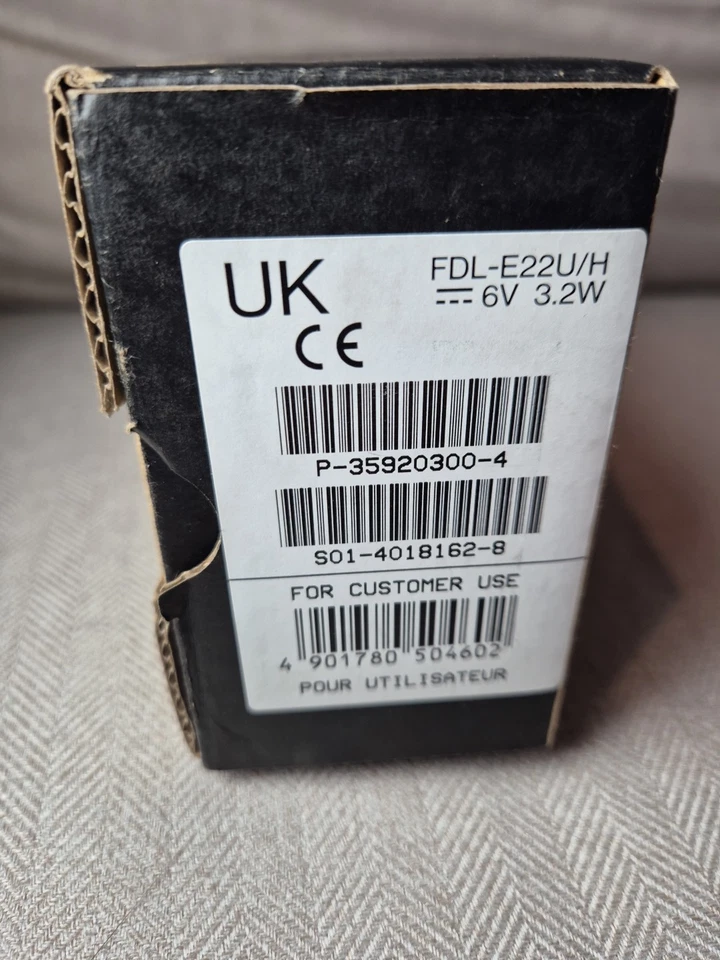 UK
FDL-E22U/H
⎓ 6V 3.2W
CE
P-35920300-4
S01-4018162-8
FOR CUSTOMER USE
4 901780 504602
POUR UTILISATEUR